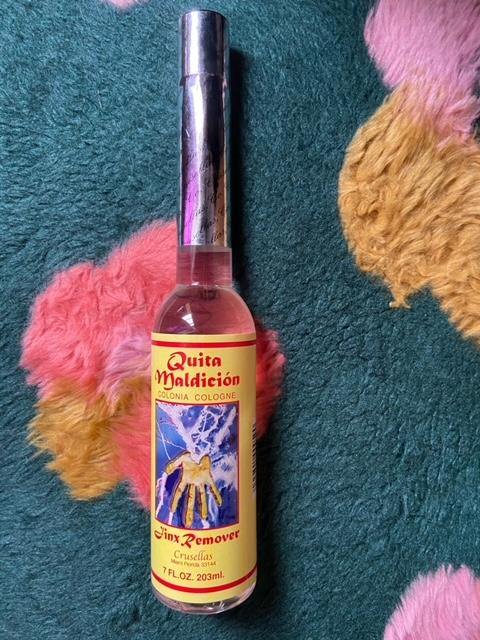 Quita
Maldición
COLONIA COLOGNE
Jinx Remover
Crusellas
Miami Florida 33144
7 FL.OZ. 203ml.